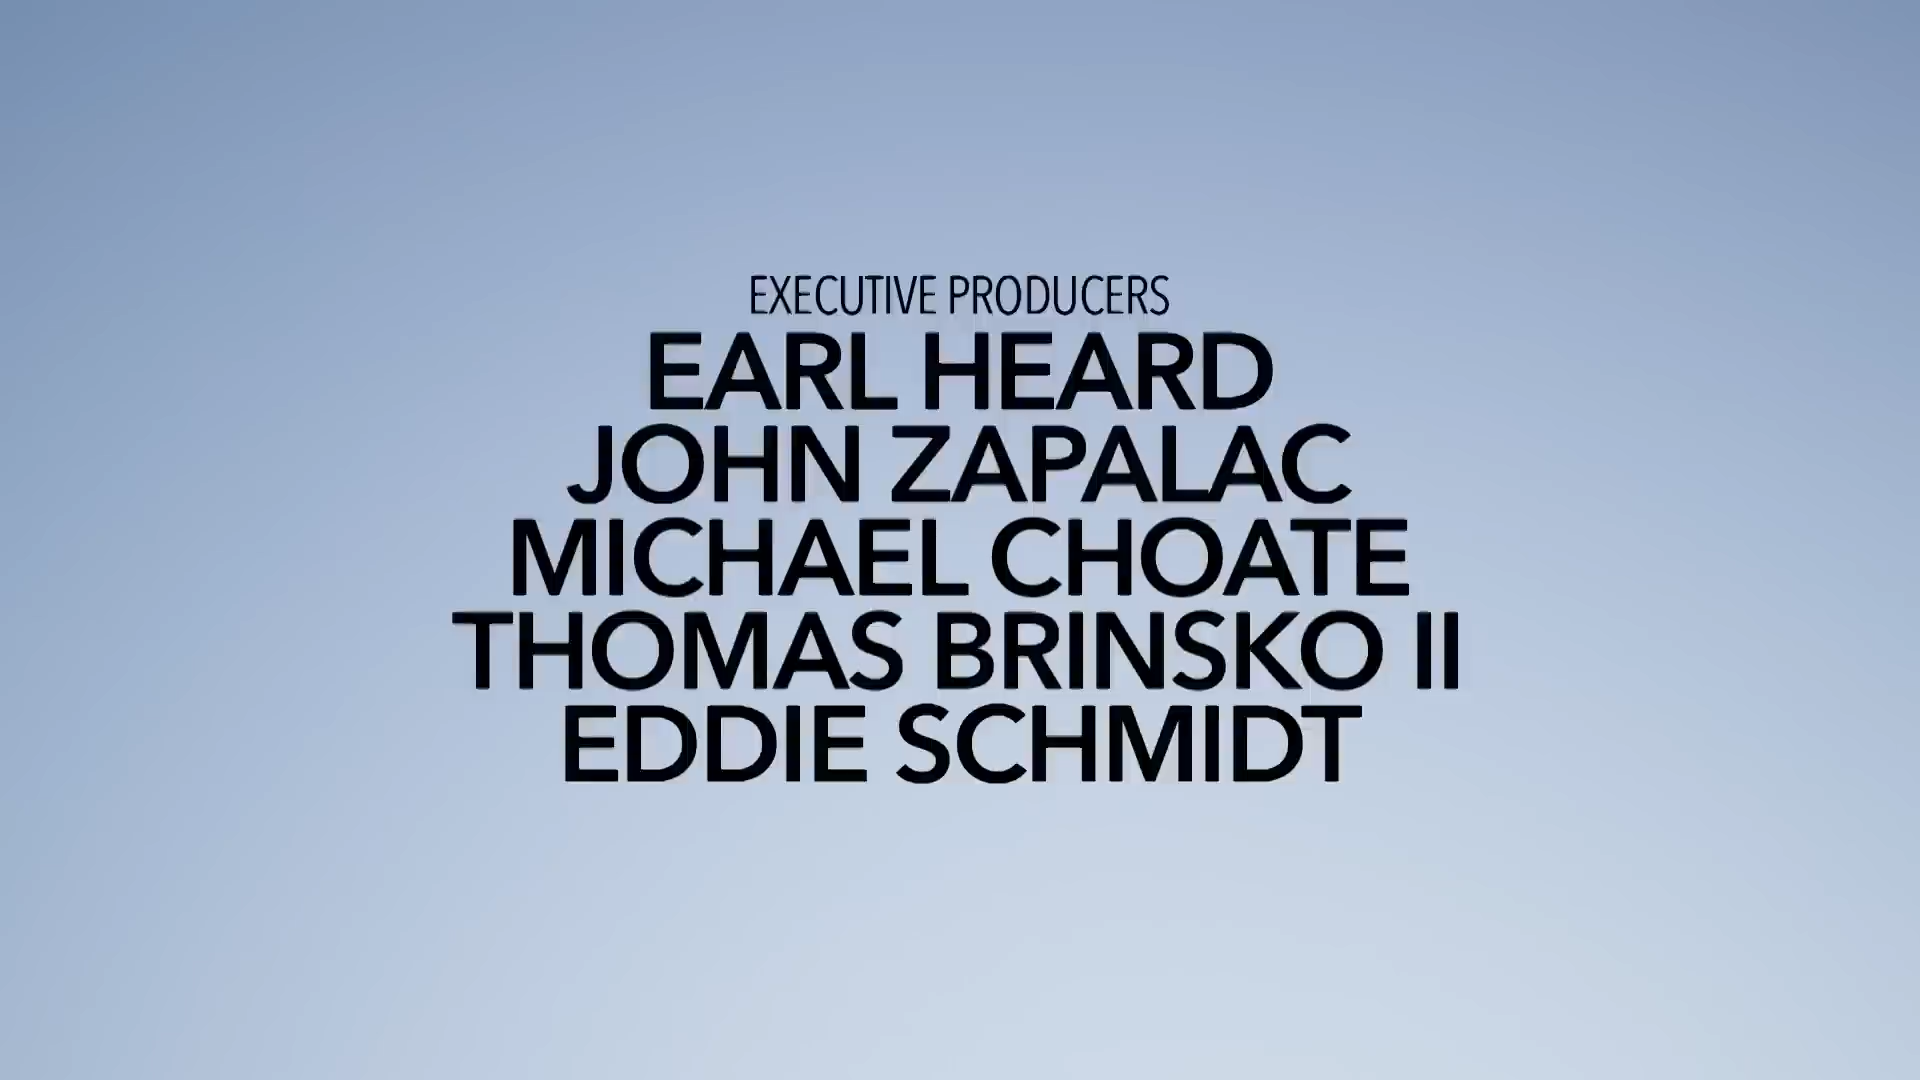 EXECUTIVE PRODUCERS
EARL HEARD
JOHN ZAPALAC
MICHAEL CHOATE
THOMAS BRINSKO II
EDDIE SCHMIDT